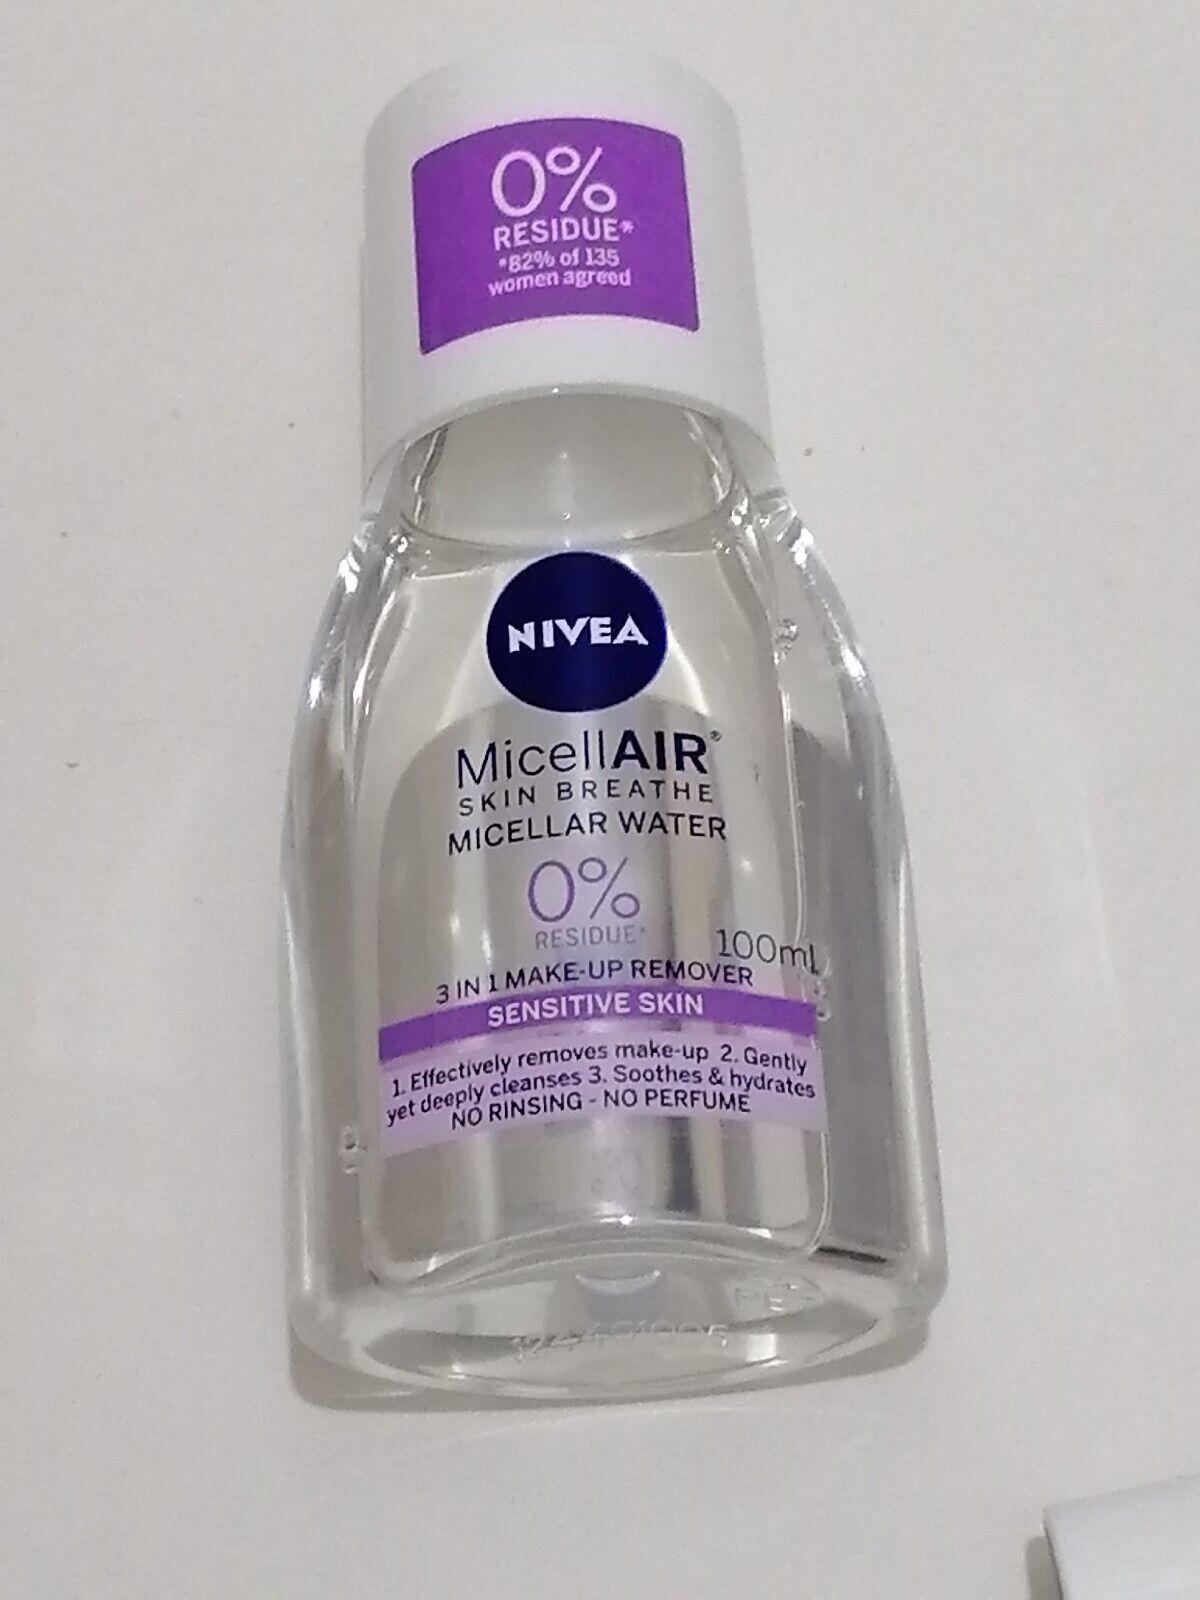 0%
RESIDUE*
*82% of 135
women agreed
NIVEA
MicellAIR®
SKIN BREATHE
MICELLAR WATER
0%
RESIDUE*
100mL
3 IN 1 MAKE-UP REMOVER
SENSITIVE SKIN
1. Effectively removes make-up 2. Gently
yet deeply cleanses 3. Soothes & hydrates
NO RINSING - NO PERFUME